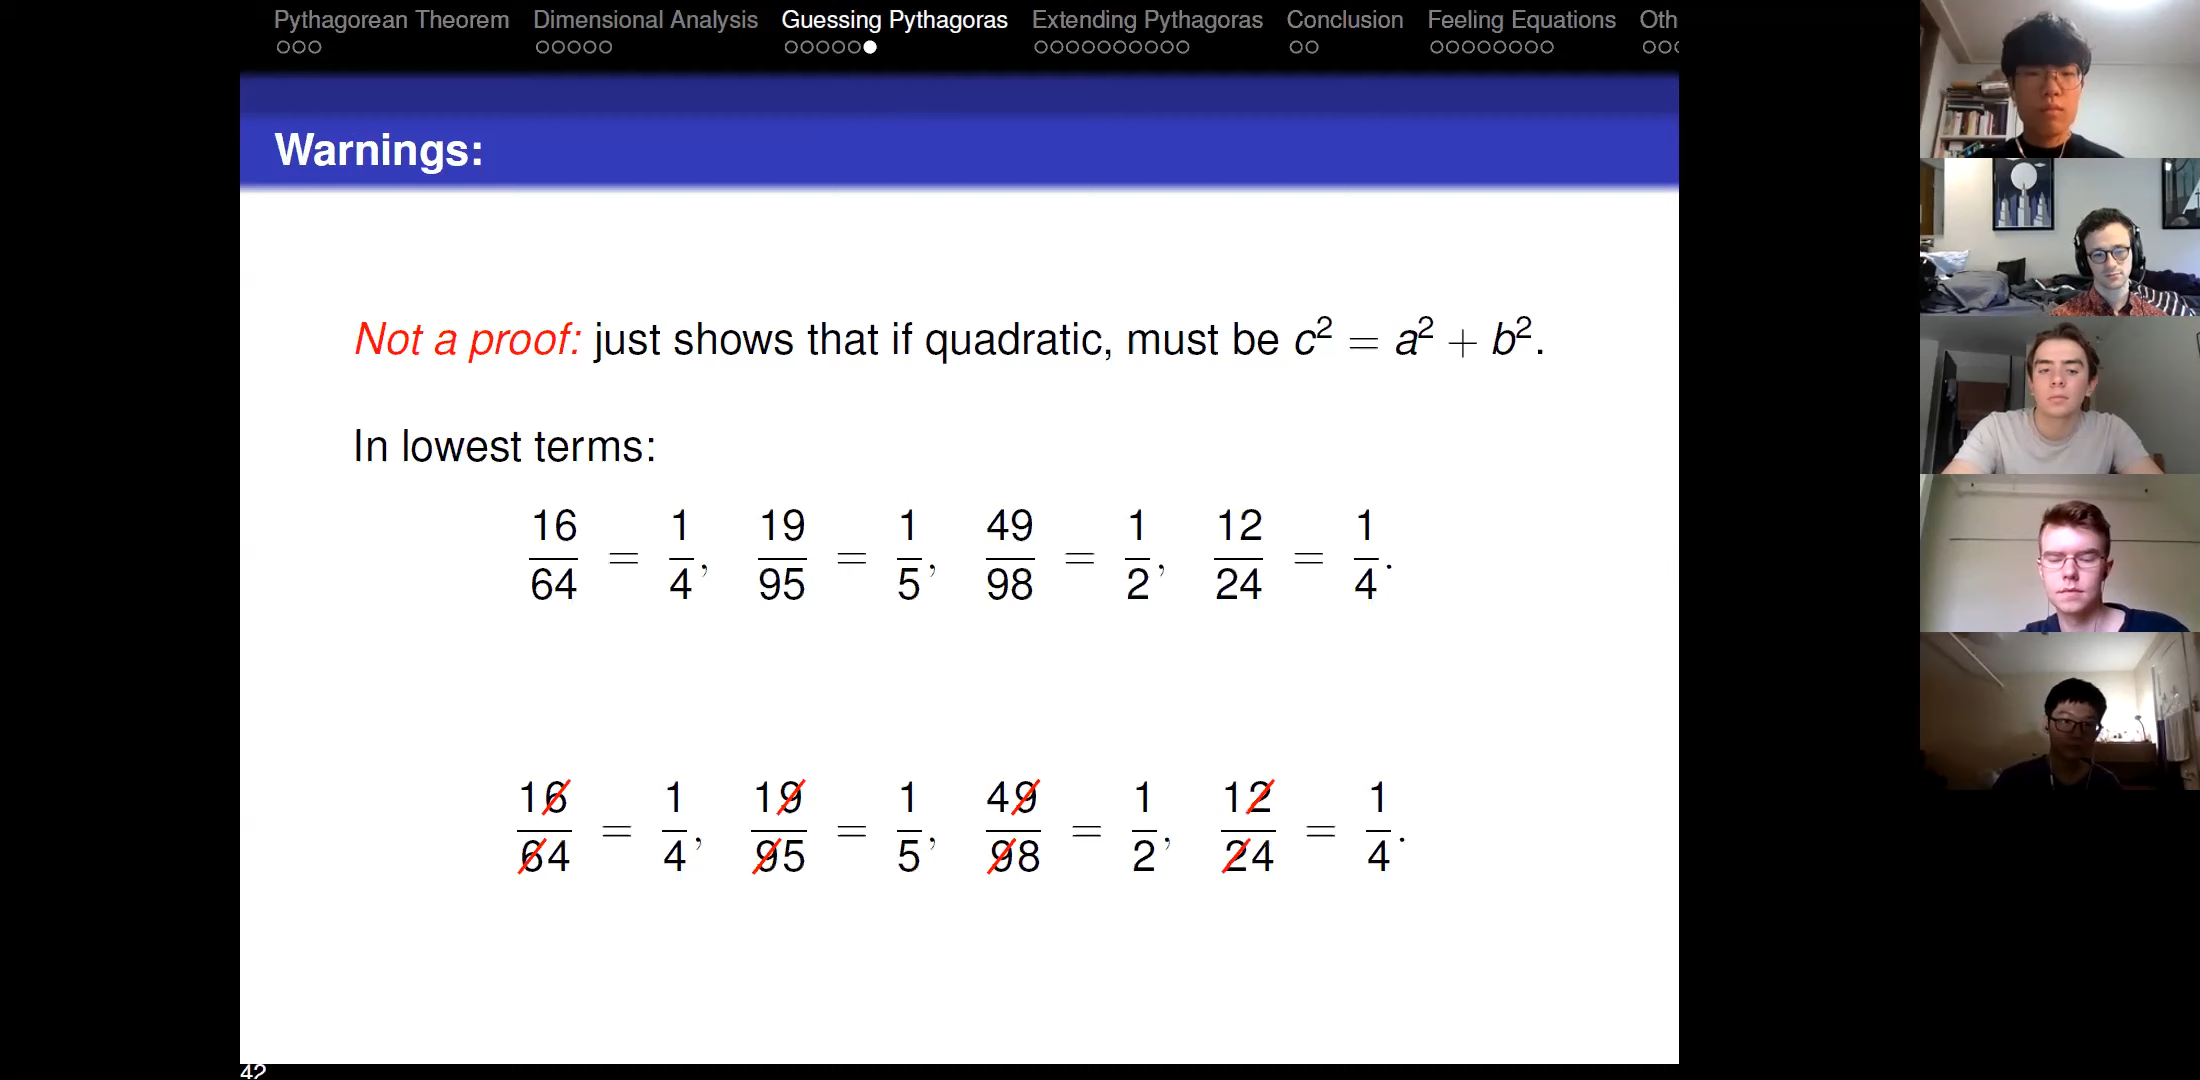 Pythagorean Theorem Dimensional Analysis Guessing Pythagoras Extending Pythagoras Conclusion Feeling Equations Oth
Warnings:
Not a proof: just shows that if quadratic, must be c² = a² + b².
In lowest terms:
16/64 = 1/4, 19/95 = 1/5, 49/98 = 1/2, 12/24 = 1/4.
16/64 = 1/4, 19/95 = 1/5, 49/98 = 1/2, 12/24 = 1/4.
42